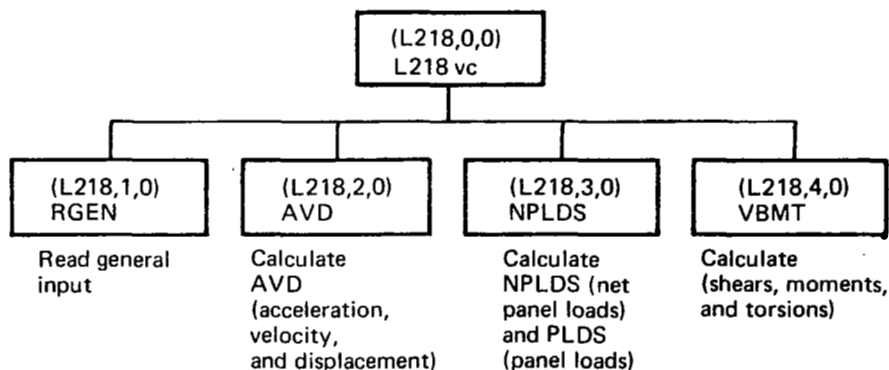 (L218,0,0)
L218 vc
(L218,1,0)
RGEN
(L218,2,0)
AVD
(L218,3,0)
NPLDS
(L218,4,0)
VBMT
Read general
input
Calculate
AVD
(acceleration,
velocity,
and displacement)
Calculate
NPLDS (net
panel loads)
and PLDS
(panel loads)
Calculate
(shears, moments,
and torsions)